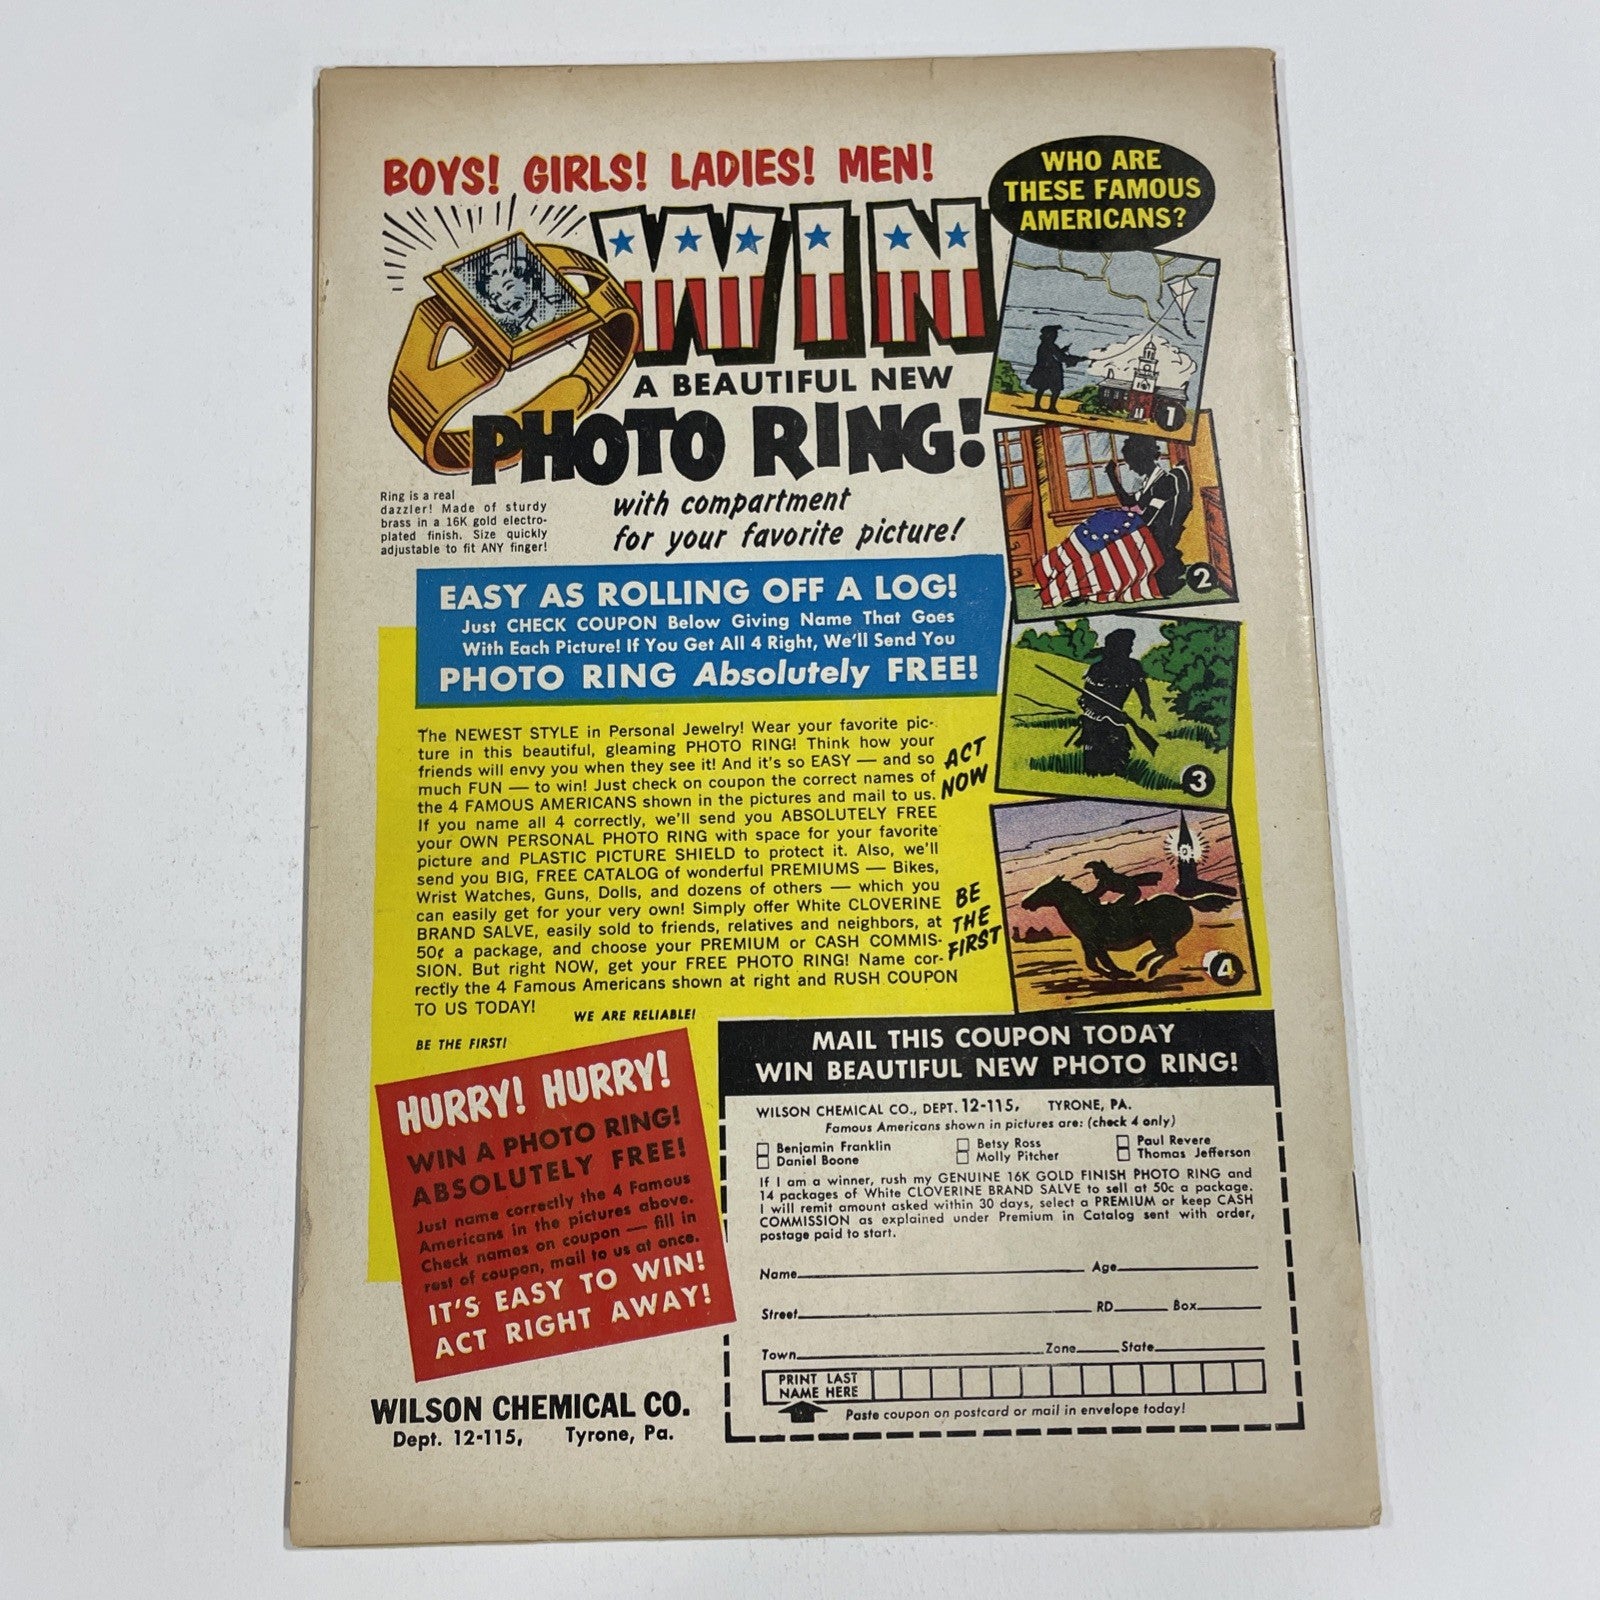 BOYS! GIRLS! LADIES! MEN!
WIN
A BEAUTIFUL NEW
PHOTO RING!
with compartment
for your favorite picture!
Ring is a real
dazzler! Made of sturdy
brass in a 16K gold electro-
plated finish. Size quickly
adjustable to fit ANY finger!
WHO ARE
THESE FAMOUS
AMERICANS?
1
2
3
4
EASY AS ROLLING OFF A LOG!
Just CHECK COUPON Below Giving Name That Goes
With Each Picture! If You Get All 4 Right, We'll Send You
PHOTO RING Absolutely FREE!
The NEWEST STYLE in Personal Jewelry! Wear your favorite pic-
ture in this beautiful, gleaming PHOTO RING! Think how your
friends will envy you when they see it! And it's so EASY — and so
much FUN — to win! Just check on coupon the correct names of
the 4 FAMOUS AMERICANS shown in the pictures and mail to us.
If you name all 4 correctly, we'll send you ABSOLUTELY FREE
your OWN PERSONAL PHOTO RING with space for your favorite
picture and PLASTIC PICTURE SHIELD to protect it. Also, we'll
send you BIG, FREE CATALOG of wonderful PREMIUMS — Bikes,
Wrist Watches, Guns, Dolls, and dozens of others — which you
can easily get for your very own! Simply offer White CLOVERINE
BRAND SALVE, easily sold to friends, relatives and neighbors, at
50¢ a package, and choose your PREMIUM or CASH COMMIS-
SION. But right NOW, get your FREE PHOTO RING! Name cor-
rectly the 4 Famous Americans shown at right and RUSH COUPON
TO US TODAY!
WE ARE RELIABLE!
BE THE FIRST!
ACT
NOW
BE
THE
FIRST
HURRY! HURRY!
WIN A PHOTO RING!
ABSOLUTELY FREE!
Just name correctly the 4 Famous
Americans in the pictures above.
Check names on coupon — fill in
rest of coupon, mail to us at once.
IT'S EASY TO WIN!
ACT RIGHT AWAY!
WILSON CHEMICAL CO.
Dept. 12-115, Tyrone, Pa.
MAIL THIS COUPON TODAY
WIN BEAUTIFUL NEW PHOTO RING!
WILSON CHEMICAL CO., DEPT. 12-115, TYRONE, PA.
Famous Americans shown in pictures are: (check 4 only)
Benjamin Franklin Betsy Ross Paul Revere
Daniel Boone Molly Pitcher Thomas Jefferson
If I am a winner, rush my GENUINE 16K GOLD FINISH PHOTO RING and
14 packages of White CLOVERINE BRAND SALVE to sell at 50c a package.
I will remit amount asked within 30 days, select a PREMIUM or keep CASH
COMMISSION as explained under Premium in Catalog sent with order,
postage paid to start.
Name Age
Street RD Box
Town Zone State
PRINT LAST
NAME HERE
Paste coupon on postcard or mail in envelope today!